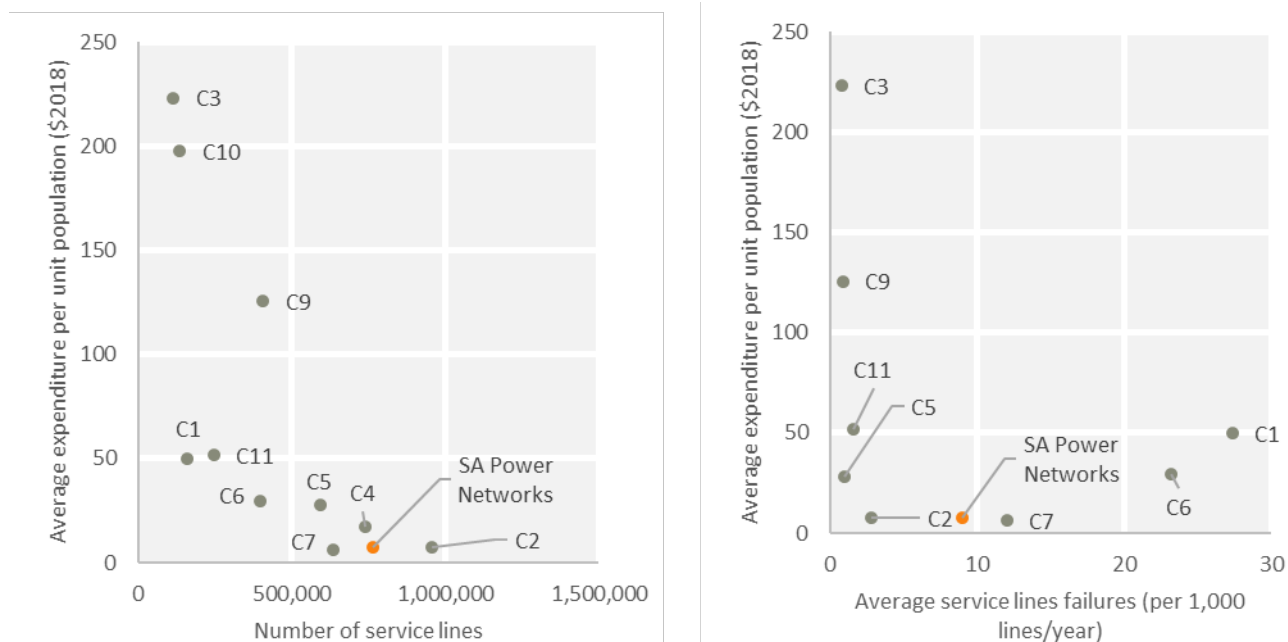 Average expenditure per unit population ($2018)
250
200
150
100
50
0
C3
C10
C9
C1
C11
C6
C5
C4
C7
SA Power
Networks
C2
0
500,000
1,000,000
1,500,000
Number of service lines
Average expenditure per unit population ($2018)
250
200
150
100
50
0
C3
C9
C11
C5
C2
SA Power
Networks
C7
C6
C1
0
10
20
30
Average service lines failures (per 1,000
lines/year)